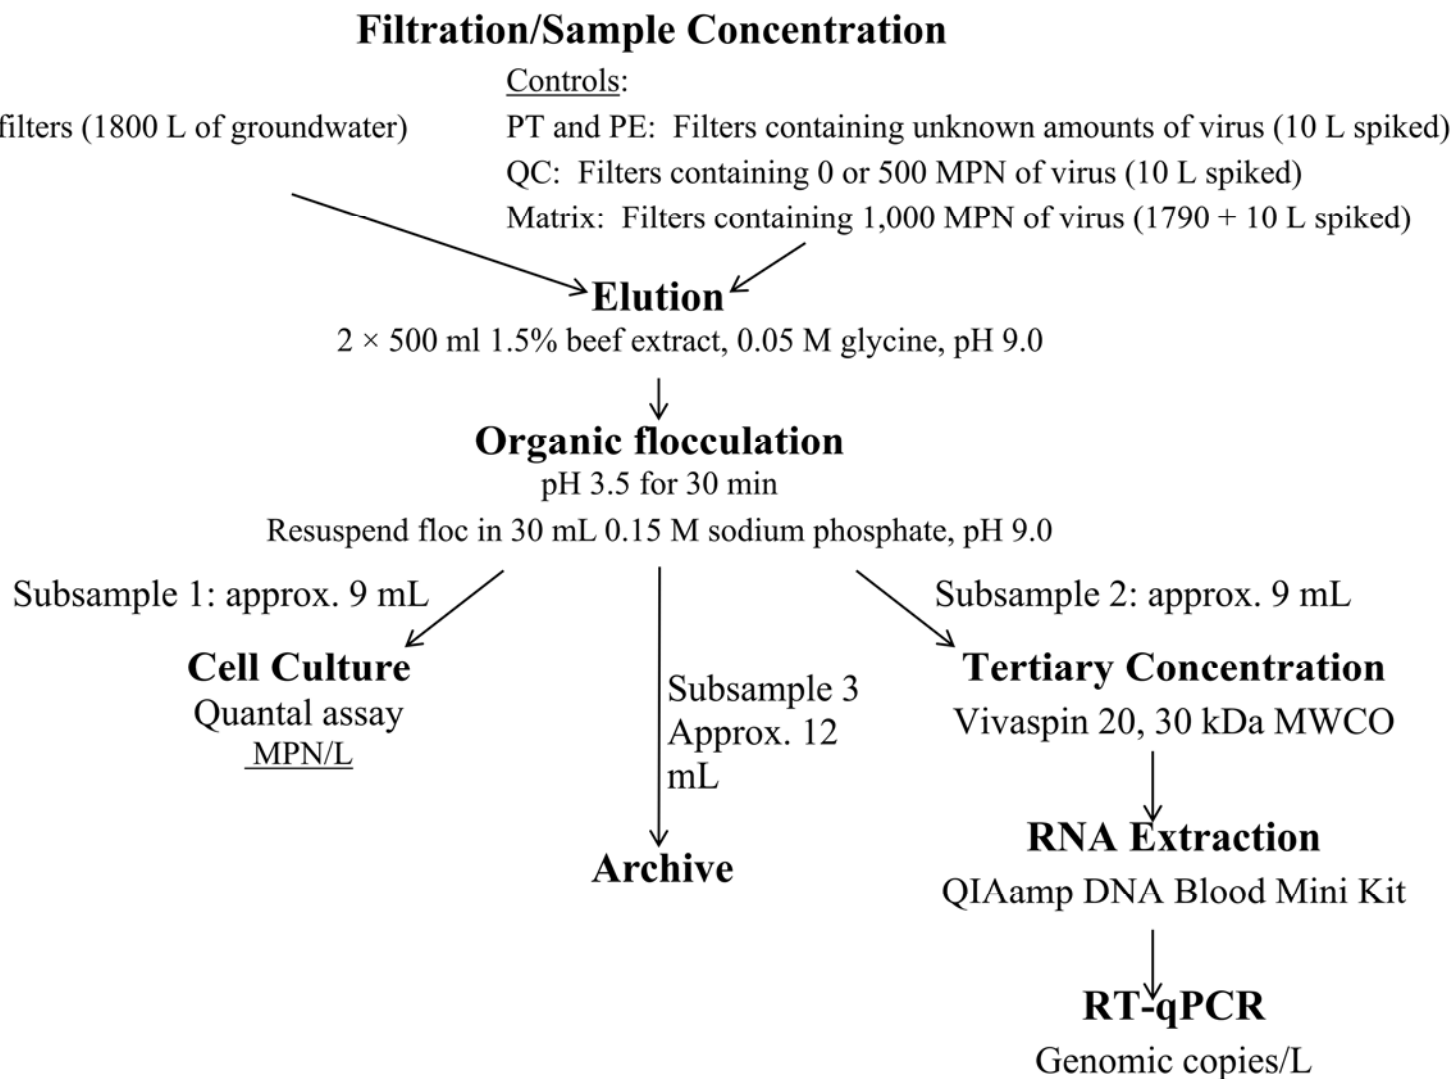 Filtration/Sample Concentration
Controls:
filters (1800 L of groundwater)
PT and PE: Filters containing unknown amounts of virus (10 L spiked)
QC: Filters containing 0 or 500 MPN of virus (10 L spiked)
Matrix: Filters containing 1,000 MPN of virus (1790 + 10 L spiked)
Elution
2 × 500 ml 1.5% beef extract, 0.05 M glycine, pH 9.0
Organic flocculation
pH 3.5 for 30 min
Resuspend floc in 30 mL 0.15 M sodium phosphate, pH 9.0
Subsample 1: approx. 9 mL
Cell Culture
Quantal assay
MPN/L
Subsample 3
Approx. 12
mL
Archive
Subsample 2: approx. 9 mL
Tertiary Concentration
Vivaspin 20, 30 kDa MWCO
RNA Extraction
QIAamp DNA Blood Mini Kit
RT-qPCR
Genomic copies/L